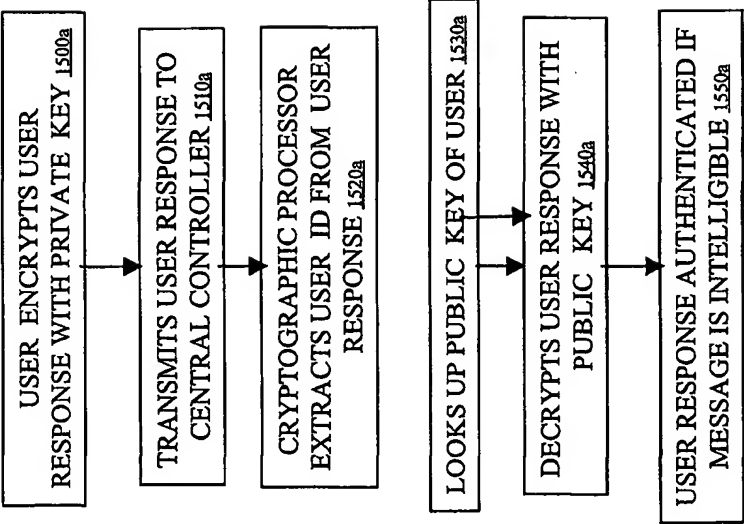 USER ENCRYPTS USER
RESPONSE WITH PRIVATE KEY 1500a
TRANSMITS USER RESPONSE TO
CENTRAL CONTROLLER 1510a
CRYPTOGRAPHIC PROCESSOR
EXTRACTS USER ID FROM USER
RESPONSE 1520a
LOOKS UP PUBLIC KEY OF USER 1530a
DECRYPTS USER RESPONSE WITH
PUBLIC KEY 1540a
USER RESPONSE AUTHENTICATED IF
MESSAGE IS INTELLIGIBLE 1550a